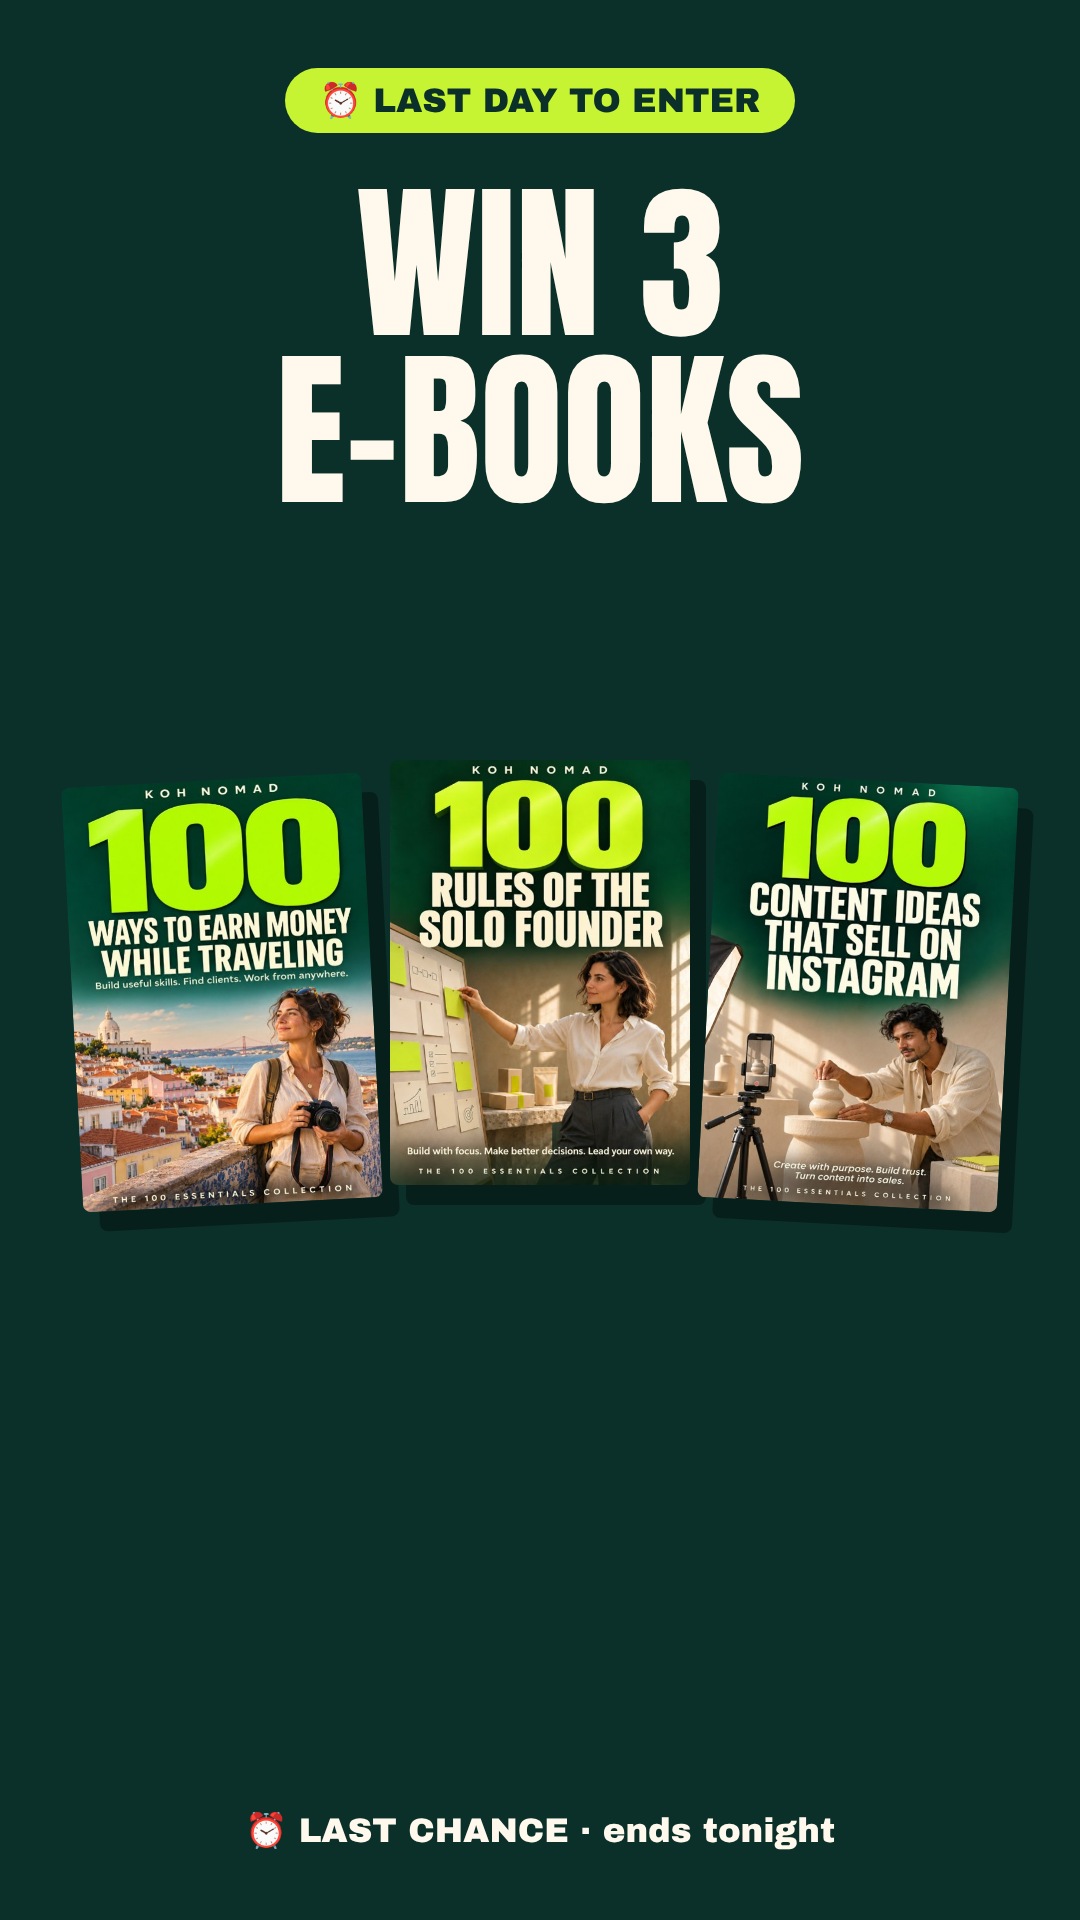 ⏰ LAST DAY TO ENTER
WIN 3
E-BOOKS
KOH NOMAD
100
WAYS TO EARN MONEY
WHILE TRAVELING
Build useful skills. Find clients. Work from anywhere.
THE 100 ESSENTIALS COLLECTION
KOH NOMAD
100
RULES OF THE
SOLO FOUNDER
Build with focus. Make better decisions. Lead your own way.
THE 100 ESSENTIALS COLLECTION
KOH NOMAD
100
CONTENT IDEAS
THAT SELL ON
INSTAGRAM
Create with purpose. Build trust.
Turn content into sales.
THE 100 ESSENTIALS COLLECTION
⏰ LAST CHANCE · ends tonight